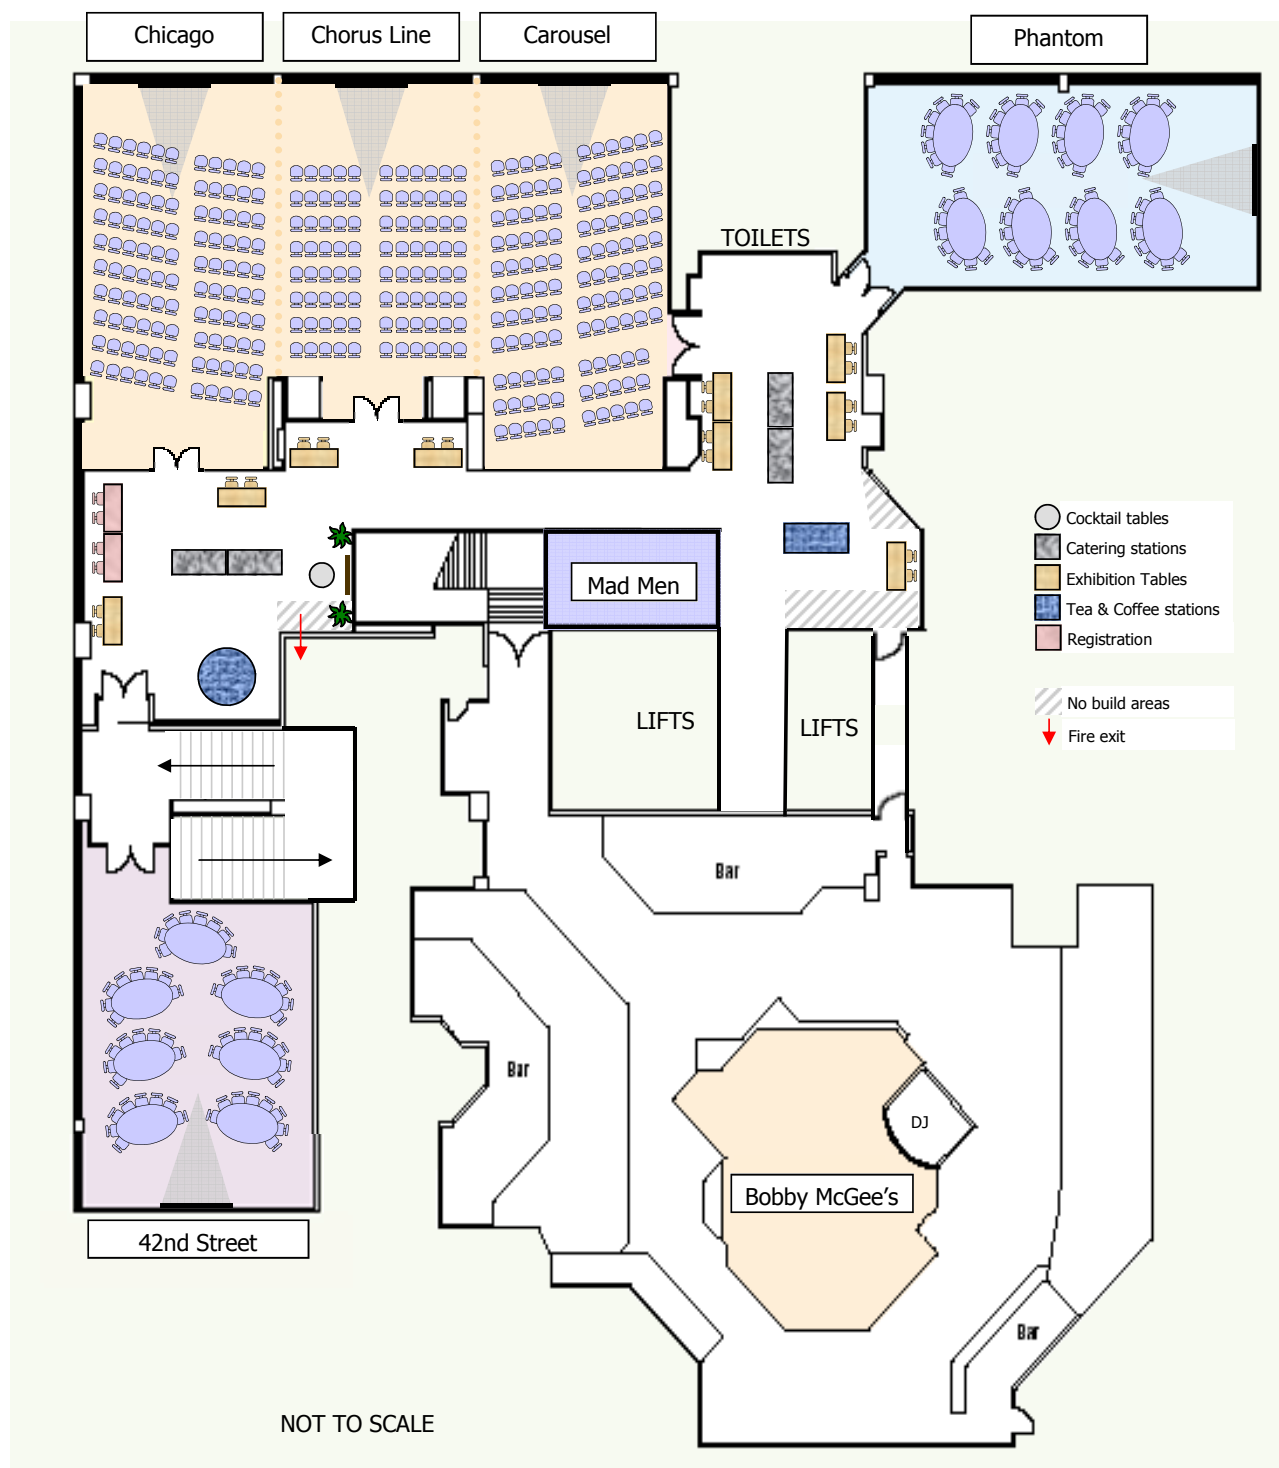 Chicago
Chorus Line
Carousel
Phantom
TOILETS
Cocktail tables
Catering stations
Exhibition Tables
Tea & Coffee stations
Registration
No build areas
Fire exit
Mad Men
LIFTS
LIFTS
Bar
Bar
DJ
Bobby McGee's
42nd Street
Bar
NOT TO SCALE